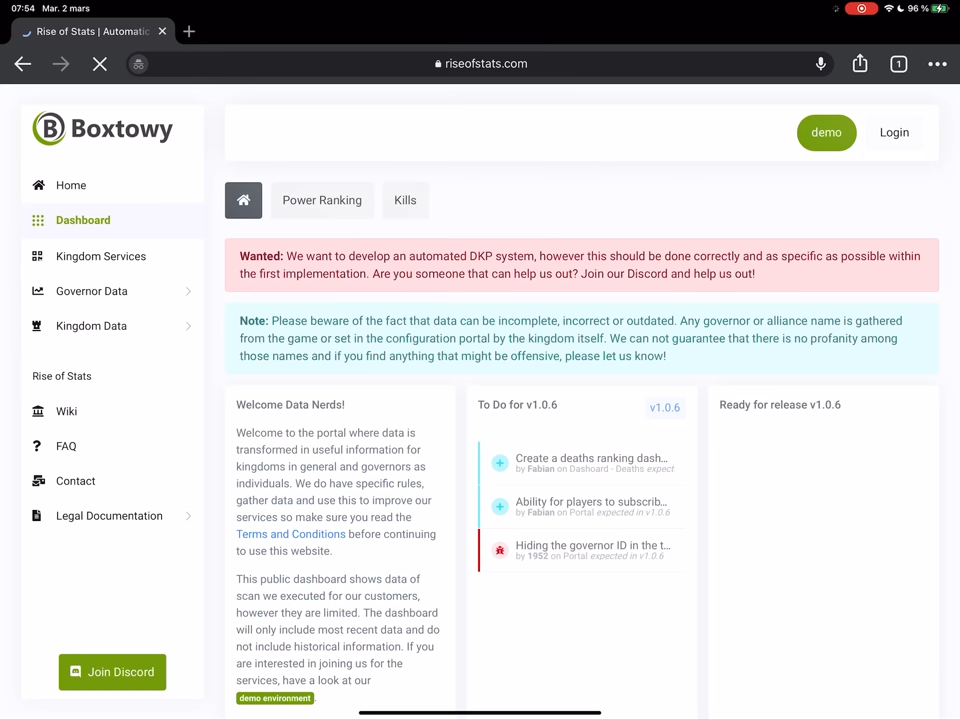 07:54 Mar. 2 mars
96 %
Rise of Stats | Automatic
riseofstats.com
1
Boxtowy
demo
Login
Home
Dashboard
Kingdom Services
Governor Data
Kingdom Data
Rise of Stats
Wiki
FAQ
Contact
Legal Documentation
Join Discord
Power Ranking
Kills
Wanted: We want to develop an automated DKP system, however this should be done correctly and as specific as possible within
the first implementation. Are you someone that can help us out? Join our Discord and help us out!
Note: Please beware of the fact that data can be incomplete, incorrect or outdated. Any governor or alliance name is gathered
from the game or set in the configuration portal by the kingdom itself. We can not guarantee that there is no profanity among
those names and if you find anything that might be offensive, please let us know!
Welcome Data Nerds!
Welcome to the portal where data is
transformed in useful information for
kingdoms in general and governors as
individuals. We do have specific rules,
gather data and use this to improve our
services so make sure you read the
Terms and Conditions before continuing
to use this website.
This public dashboard shows data of
scan we executed for our customers,
however they are limited. The dashboard
will only include most recent data and do
not include historical information. If you
are interested in joining us for the
services, have a look at our
demo environment.
To Do for v1.0.6
v1.0.6
Create a deaths ranking dash...
by Fabian on Dashoard - Deaths expect
Ability for players to subscrib...
by Fabian on Portal expected in v1.0.6
Hiding the governor ID in the t...
by 1952 on Portal expected in v1.0.6
Ready for release v1.0.6